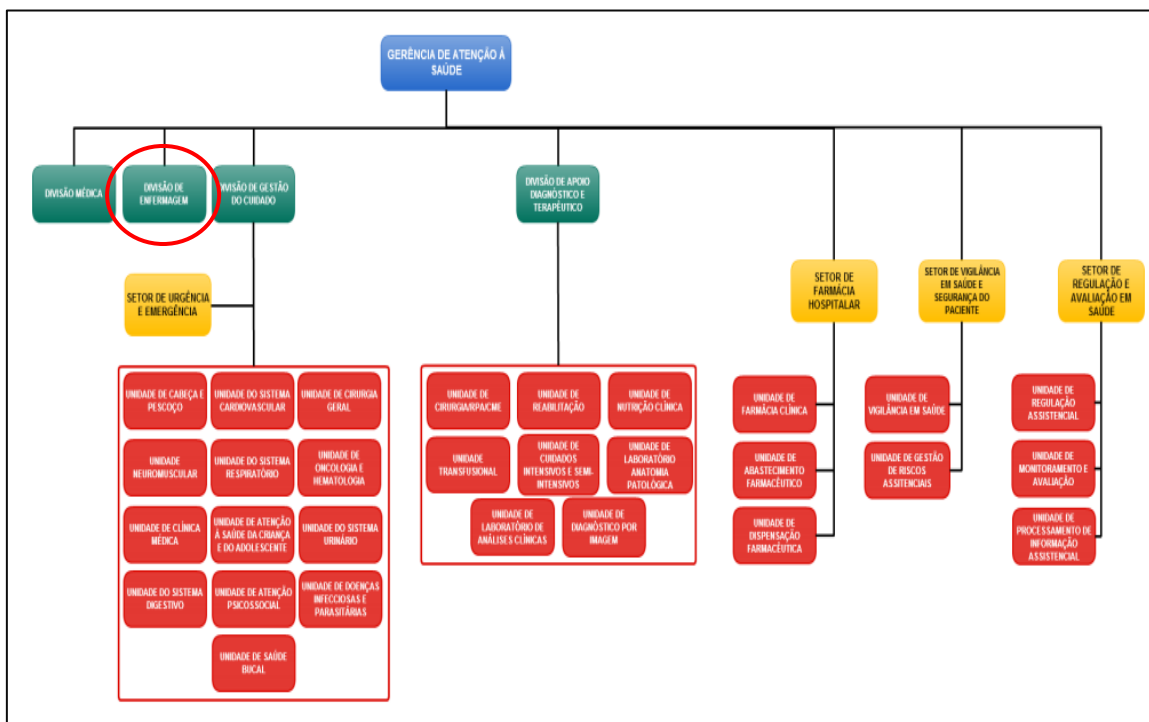 GERÊNCIA DE ATENÇÃO À
SAÚDE
DIVISÃO MÉDICA
DIVISÃO DE
ENFERMAGEM
DIVISÃO DE GESTÃO
DO CUIDADO
DIVISÃO DE APOIO
DIAGNÓSTICO E
TERAPÊUTICO
SETOR DE URGÊNCIA
E EMERGÊNCIA
SETOR DE
FARMÁCIA
HOSPITALAR
SETOR DE VIGILÂNCIA
EM SAÚDE E
SEGURANÇA DO
PACIENTE
SETOR DE
REGULAÇÃO E
AVALIAÇÃO EM
SAÚDE
UNIDADE DE CABEÇA E
PESCOÇO
UNIDADE DO SISTEMA
CARDIOVASCULAR
UNIDADE DE CIRURGIA
GERAL
UNIDADE
NEUROMUSCULAR
UNIDADE DO SISTEMA
RESPIRATÓRIO
UNIDADE DE
ONCOLOGIA E
HEMATOLOGIA
UNIDADE DE CLÍNICA
MÉDICA
UNIDADE DE ATENÇÃO
À SAÚDE DA CRIANÇA
E DO ADOLESCENTE
UNIDADE DO SISTEMA
URINÁRIO
UNIDADE DO SISTEMA
DIGESTIVO
UNIDADE DE ATENÇÃO
PSICOSSOCIAL
UNIDADE DE DOENÇAS
INFECCIOSAS E
PARASITÁRIAS
UNIDADE DE SAÚDE
BUCAL
UNIDADE DE
CIRURGIA/RPA/CME
UNIDADE DE
REABILITAÇÃO
UNIDADE DE
NUTRIÇÃO CLÍNICA
UNIDADE
TRANSFUSIONAL
UNIDADE DE
CUIDADOS
INTENSIVOS E SEMI-
INTENSIVOS
UNIDADE DE
LABORATÓRIO
ANATOMIA
PATOLÓGICA
UNIDADE DE
LABORATÓRIO DE
ANÁLISES CLÍNICAS
UNIDADE DE
DIAGNÓSTICO POR
IMAGEM
UNIDADE DE
FARMÁCIA CLÍNICA
UNIDADE DE
ABASTECIMENTO
FARMACÊUTICO
UNIDADE DE
DISPENSAÇÃO
FARMACÊUTICA
UNIDADE DE
VIGILÂNCIA EM SAÚDE
UNIDADE DE GESTÃO
DE RISCOS
ASSITENCIAIS
UNIDADE DE
REGULAÇÃO
ASSISTENCIAL
UNIDADE DE
MONITORAMENTO E
AVALIAÇÃO
UNIDADE DE
PROCESSAMENTO DE
INFORMAÇÃO
ASSISTENCIAL